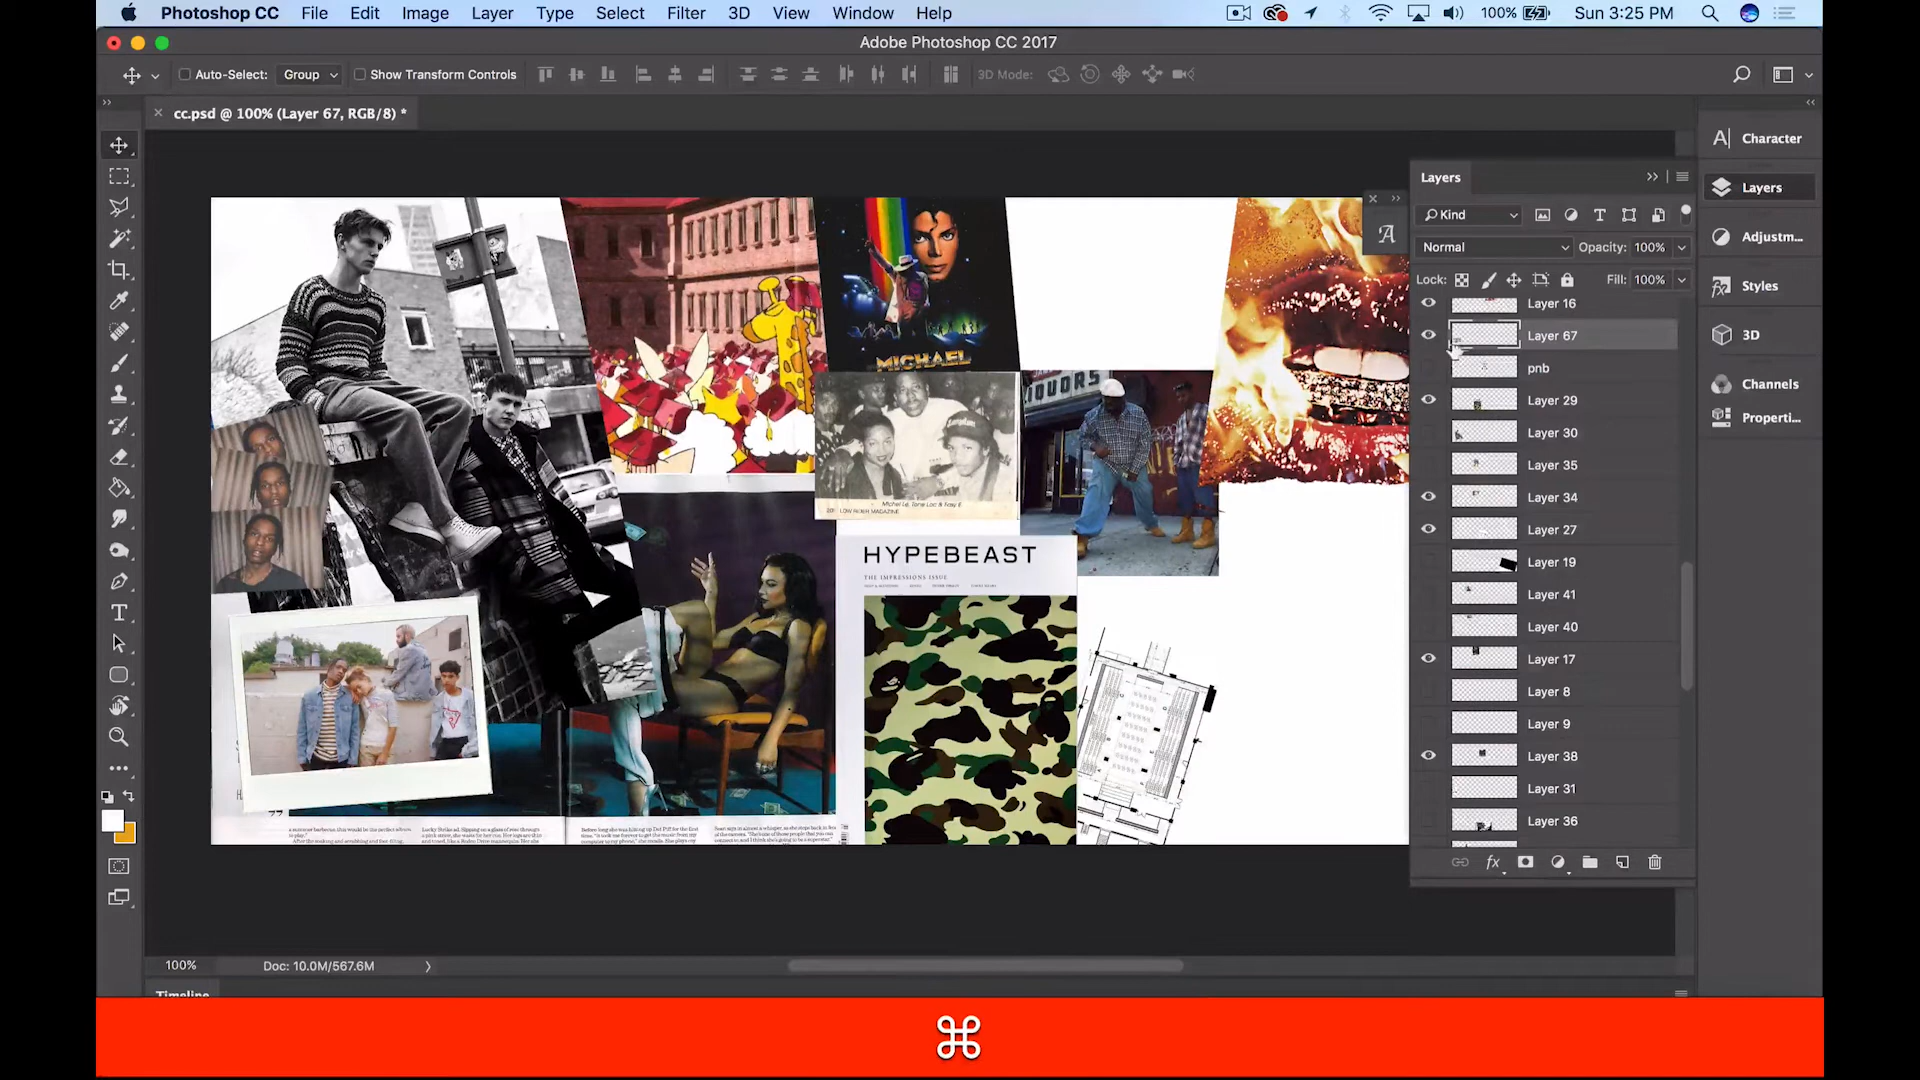 Photoshop CC File Edit Image Layer Type Select Filter 3D View Window Help 100% Sun 3:25 PM
Adobe Photoshop CC 2017
Auto-Select: Group Show Transform Controls 3D Mode:
cc.psd @ 100% (Layer 67, RGB/8) *
Character
Layers
Adjustm...
Styles
3D
Channels
Properti...
Layers
Kind
Normal Opacity: 100%
Lock: Fill: 100%
Layer 16
Layer 67
pnb
Layer 29
Layer 30
Layer 35
Layer 34
Layer 27
Layer 19
Layer 41
Layer 40
Layer 17
Layer 8
Layer 9
Layer 38
Layer 31
Layer 36
MICHAEL
LIQUORS
LOW RIDER MAGAZINE
HYPEBEAST
THE IMPRESSIONS ISSUE
100% Doc: 10.0M/567.6M
Timeline
⌘